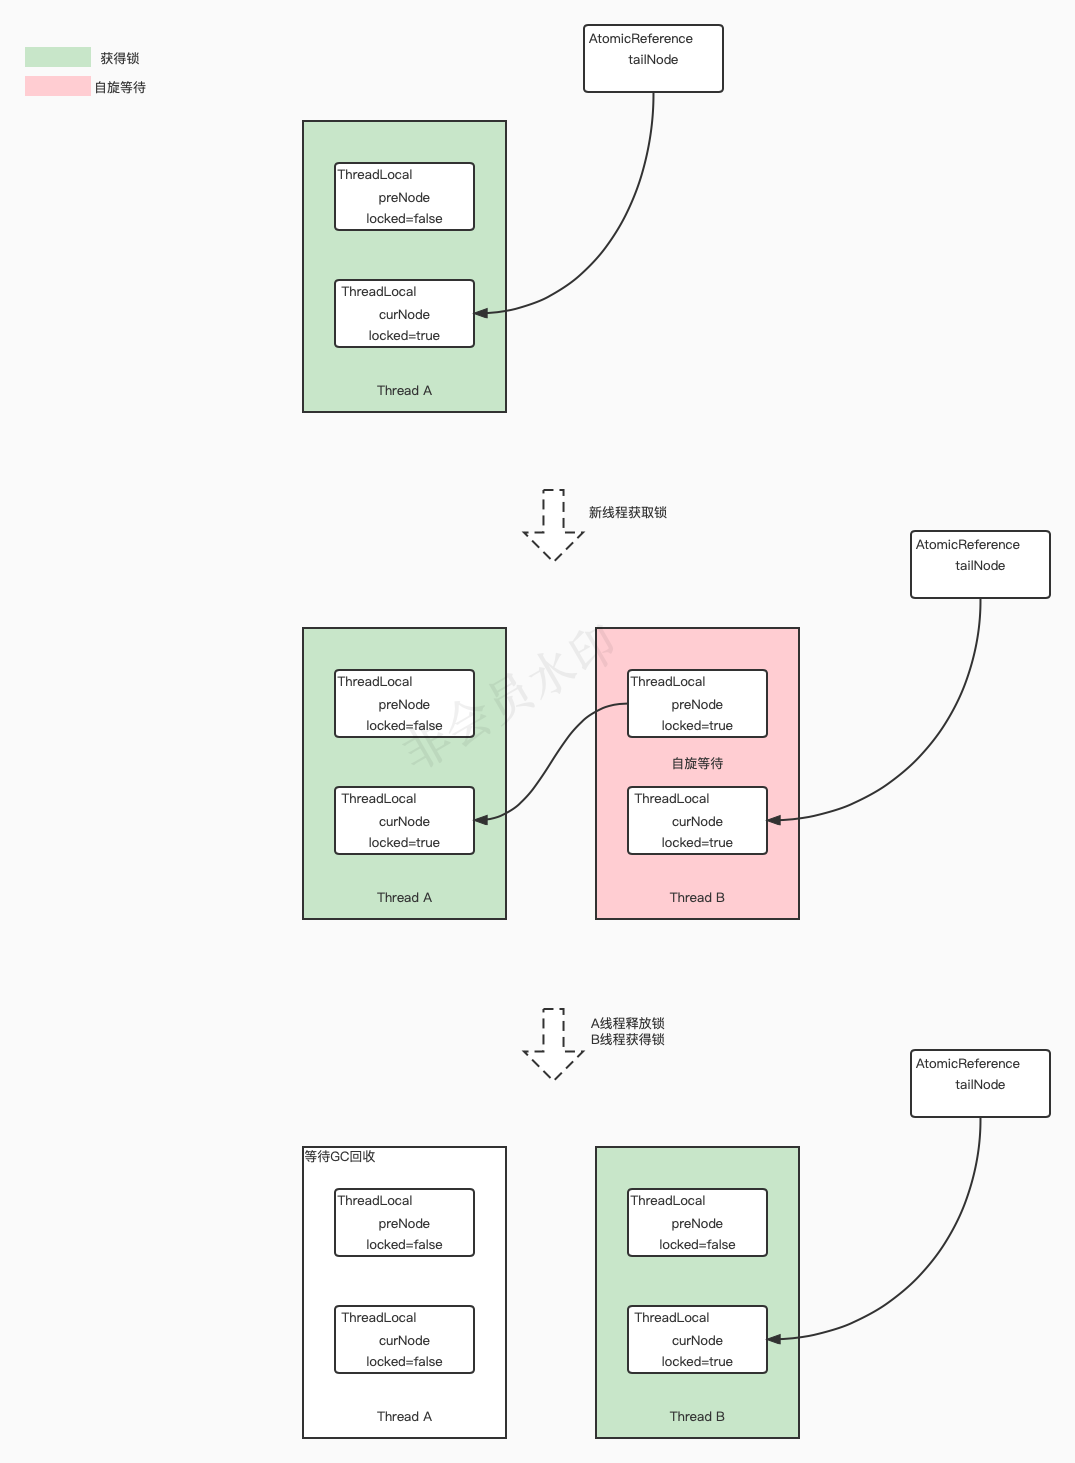 获得锁
自旋等待
AtomicReference
tailNode
ThreadLocal
preNode
locked=false
ThreadLocal
curNode
locked=true
Thread A
新线程获取锁
AtomicReference
tailNode
ThreadLocal
preNode
locked=false
ThreadLocal
curNode
locked=true
Thread A
ThreadLocal
preNode
locked=true
自旋等待
ThreadLocal
curNode
locked=true
Thread B
非会员水印
A线程释放锁
B线程获得锁
AtomicReference
tailNode
等待GC回收
ThreadLocal
preNode
locked=false
ThreadLocal
curNode
locked=false
Thread A
ThreadLocal
preNode
locked=false
ThreadLocal
curNode
locked=true
Thread B